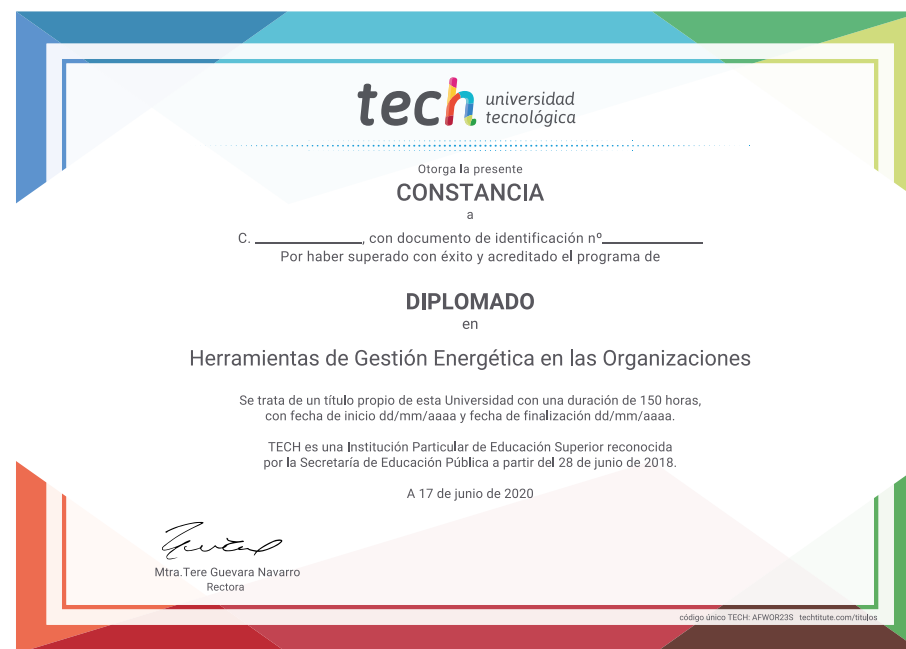 tech universidad
tecnológica
Otorga la presente
CONSTANCIA
a
C. ____________, con documento de identificación nº____________
Por haber superado con éxito y acreditado el programa de
DIPLOMADO
en
Herramientas de Gestión Energética en las Organizaciones
Se trata de un título propio de esta Universidad con una duración de 150 horas,
con fecha de inicio dd/mm/aaaa y fecha de finalización dd/mm/aaaa.
TECH es una Institución Particular de Educación Superior reconocida
por la Secretaría de Educación Pública a partir del 28 de junio de 2018.
A 17 de junio de 2020
Mtra.Tere Guevara Navarro
Rectora
código único TECH: AFWOR23S techtitute.com/titulos